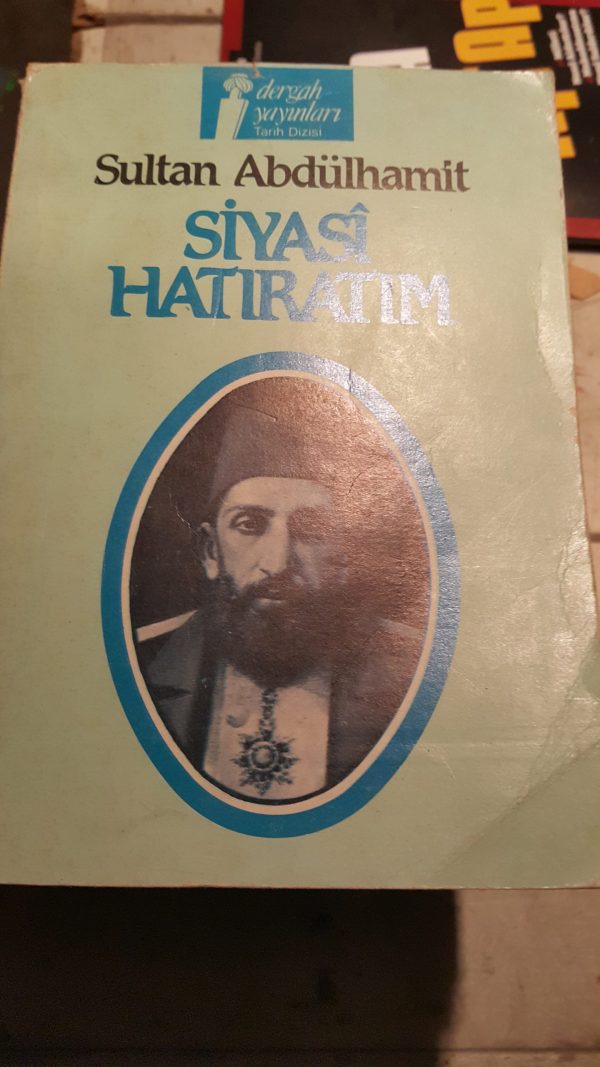 dergah
yayınları
Tarih Dizisi
Sultan Abdülhamit
SİYASÎ
HATIRATIM